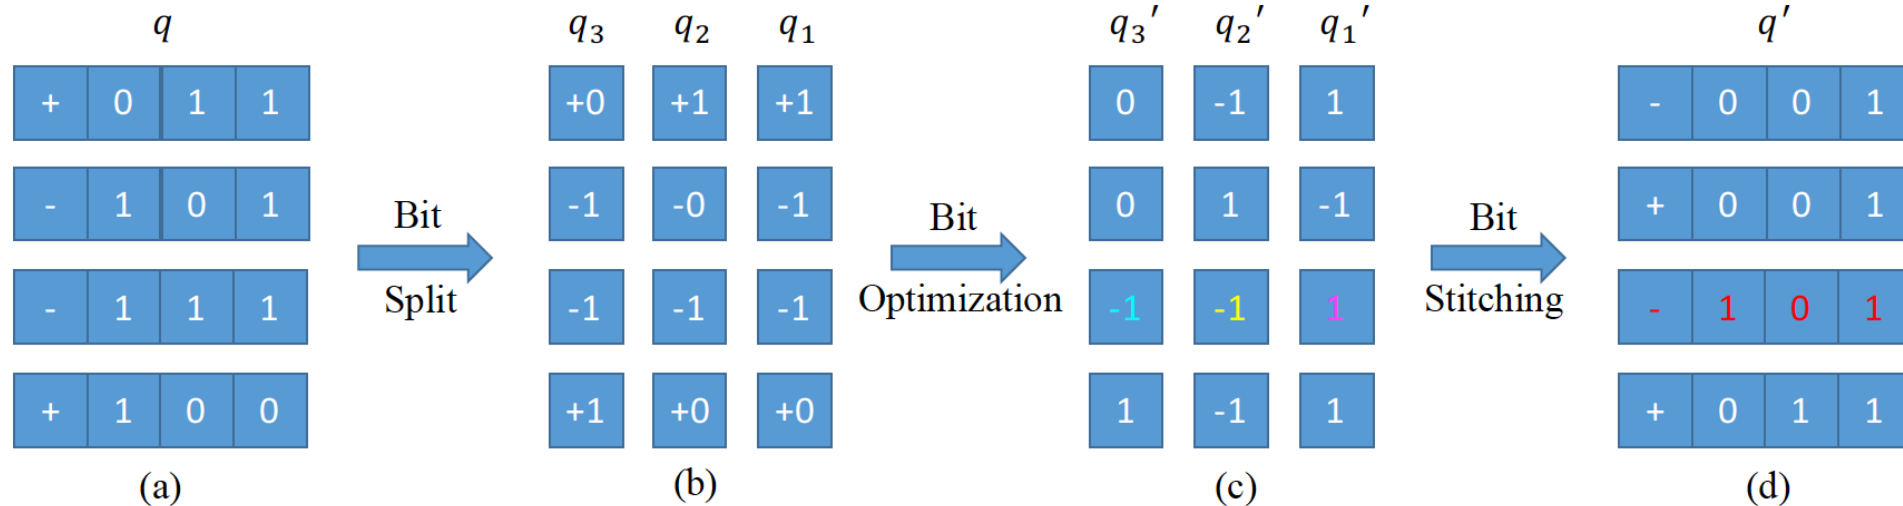 q q₃ q₂ q₁ q₃′ q₂′ q₁′ q′
+ 0 1 1 +0 +1 +1 0 -1 1 - 0 0 1
- 1 0 1 -1 -0 -1 0 1 -1 + 0 0 1
Bit Bit Bit
Split Optimization Stitching
- 1 1 1 -1 -1 -1 -1 -1 1 - 1 0 1
+ 1 0 0 +1 +0 +0 1 -1 1 + 0 1 1
(a) (b) (c) (d)